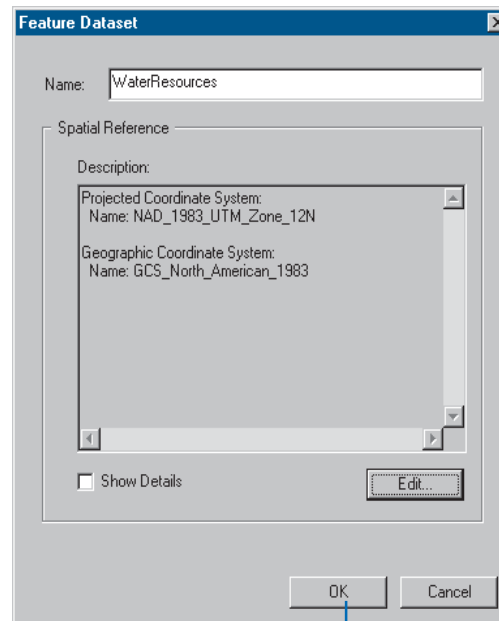 Feature Dataset
Name: WaterResources
Spatial Reference
Description:
Projected Coordinate System:
Name: NAD_1983_UTM_Zone_12N
Geographic Coordinate System:
Name: GCS_North_American_1983
Show Details
Edit...
OK
Cancel